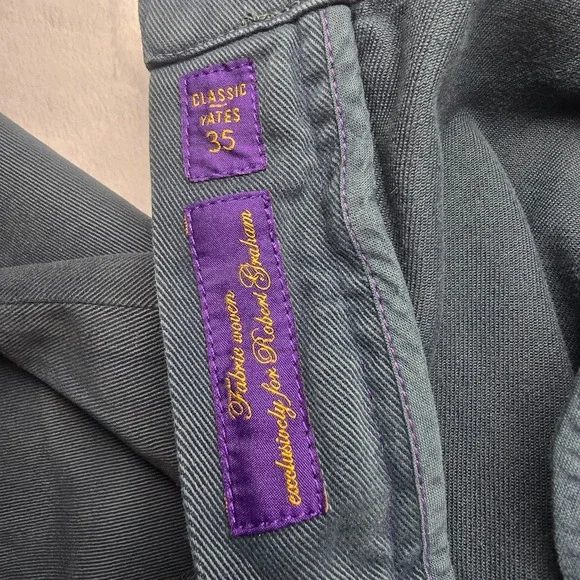 CLASSIC
YATES
35
Fabric woven
exclusively for Robert Graham